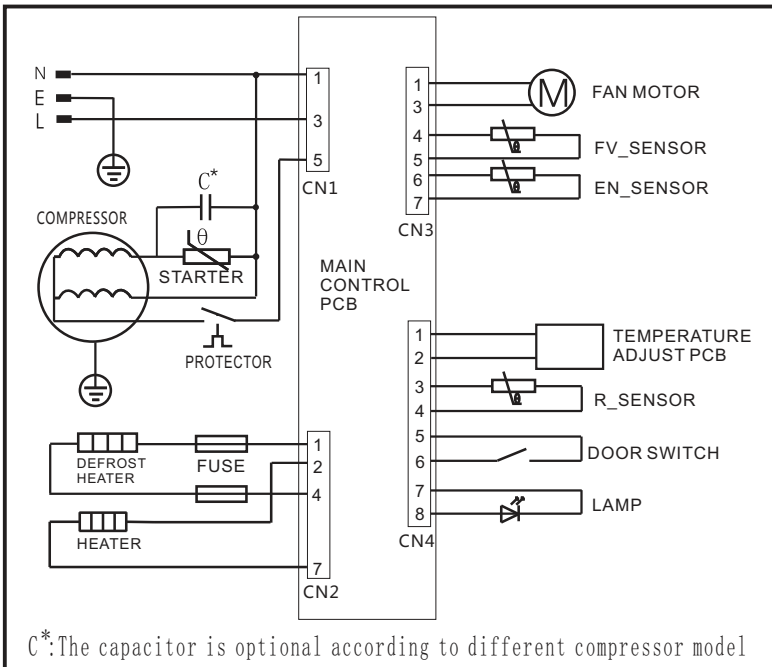 N
E
L
1
3
5
CN1
C*
COMPRESSOR
θ
STARTER
PROTECTOR
MAIN
CONTROL
PCB
1
3
4
5
6
7
CN3
M
FAN MOTOR
θ
FV_SENSOR
θ
EN_SENSOR
1
2
3
4
5
6
7
8
CN4
TEMPERATURE
ADJUST PCB
θ
R_SENSOR
DOOR SWITCH
LAMP
DEFROST
HEATER
FUSE
HEATER
1
2
4
7
CN2
C*:The capacitor is optional according to different compressor model